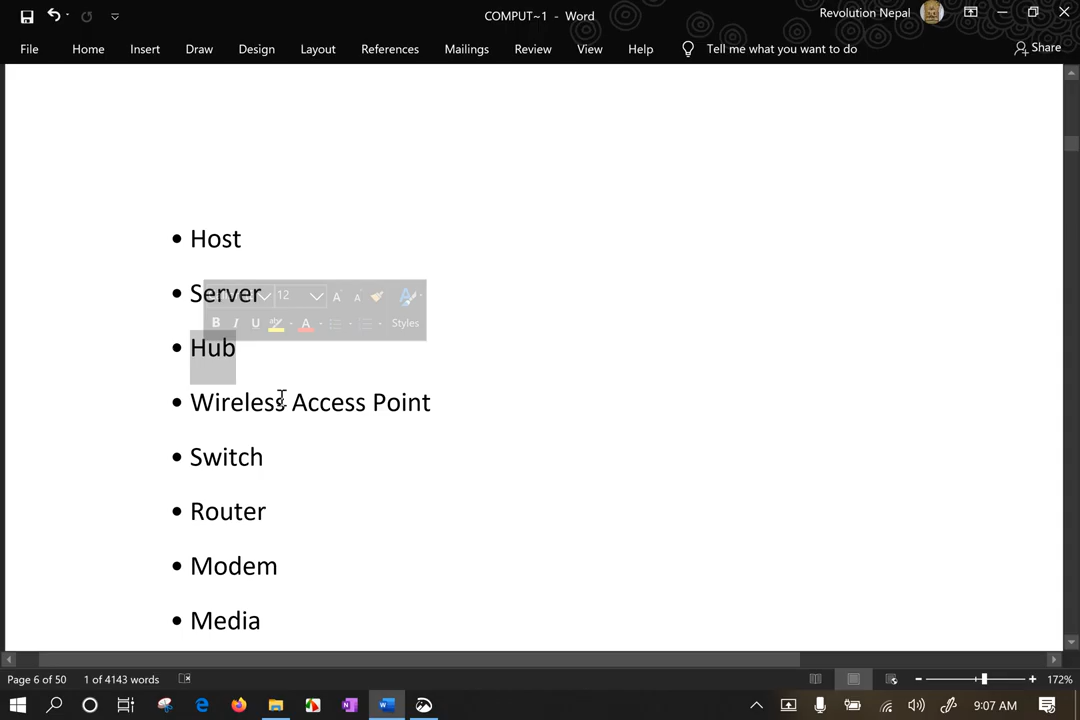 COMPUT~1 - Word
Revolution Nepal
File Home Insert Draw Design Layout References Mailings Review View Help Tell me what you want to do Share
• Host
• Server
12 A A
B I U aby A Styles
• Hub
• Wireless Access Point
• Switch
• Router
• Modem
• Media
Page 6 of 50 1 of 4143 words 172%
9:07 AM